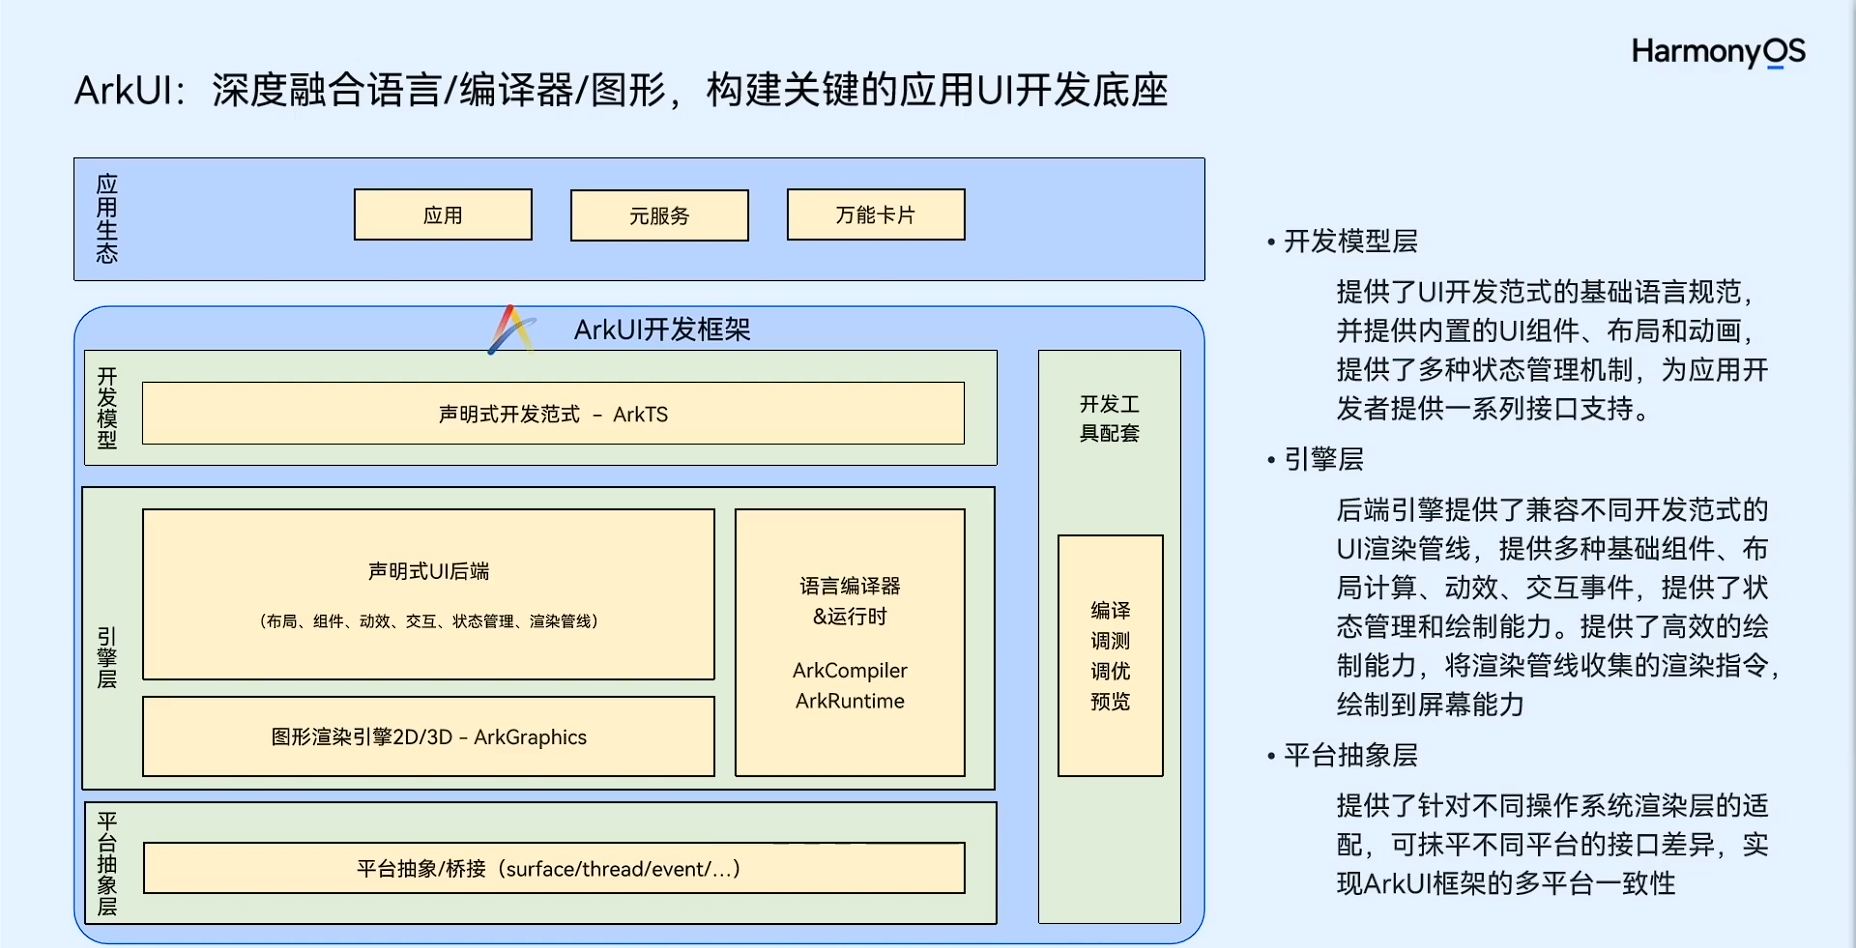 HarmonyOS
ArkUI：深度融合语言/编译器/图形，构建关键的应用UI开发底座
应用生态
应用
元服务
万能卡片
ArkUI开发框架
开发模型
声明式开发范式 - ArkTS
引擎层
声明式UI后端
（布局、组件、动效、交互、状态管理、渲染管线）
图形渲染引擎2D/3D - ArkGraphics
语言编译器
&运行时
ArkCompiler
ArkRuntime
平台抽象层
平台抽象/桥接（surface/thread/event/...）
开发工
具配套
编译
调测
调优
预览
• 开发模型层
提供了UI开发范式的基础语言规范，
并提供内置的UI组件、布局和动画，
提供了多种状态管理机制，为应用开
发者提供一系列接口支持。
• 引擎层
后端引擎提供了兼容不同开发范式的
UI渲染管线，提供多种基础组件、布
局计算、动效、交互事件，提供了状
态管理和绘制能力。提供了高效的绘
制能力，将渲染管线收集的渲染指令，
绘制到屏幕能力
• 平台抽象层
提供了针对不同操作系统渲染层的适
配，可抹平不同平台的接口差异，实
现ArkUI框架的多平台一致性